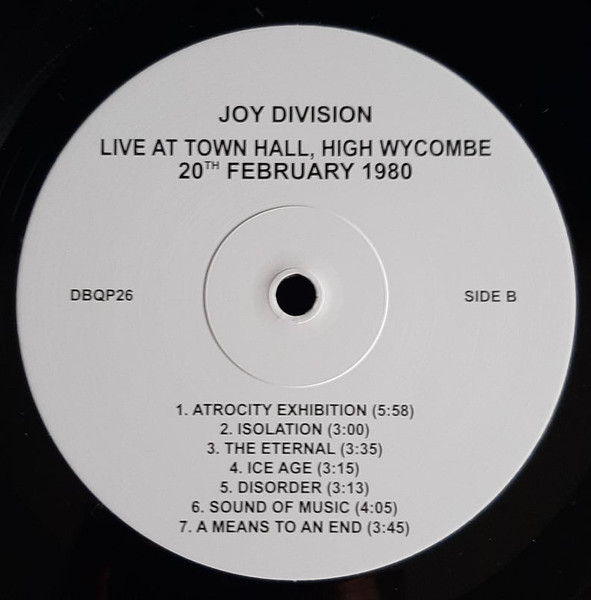 JOY DIVISION
LIVE AT TOWN HALL, HIGH WYCOMBE
20TH FEBRUARY 1980
DBQP26
SIDE B
1. ATROCITY EXHIBITION (5:58)
2. ISOLATION (3:00)
3. THE ETERNAL (3:35)
4. ICE AGE (3:15)
5. DISORDER (3:13)
6. SOUND OF MUSIC (4:05)
7. A MEANS TO AN END (3:45)